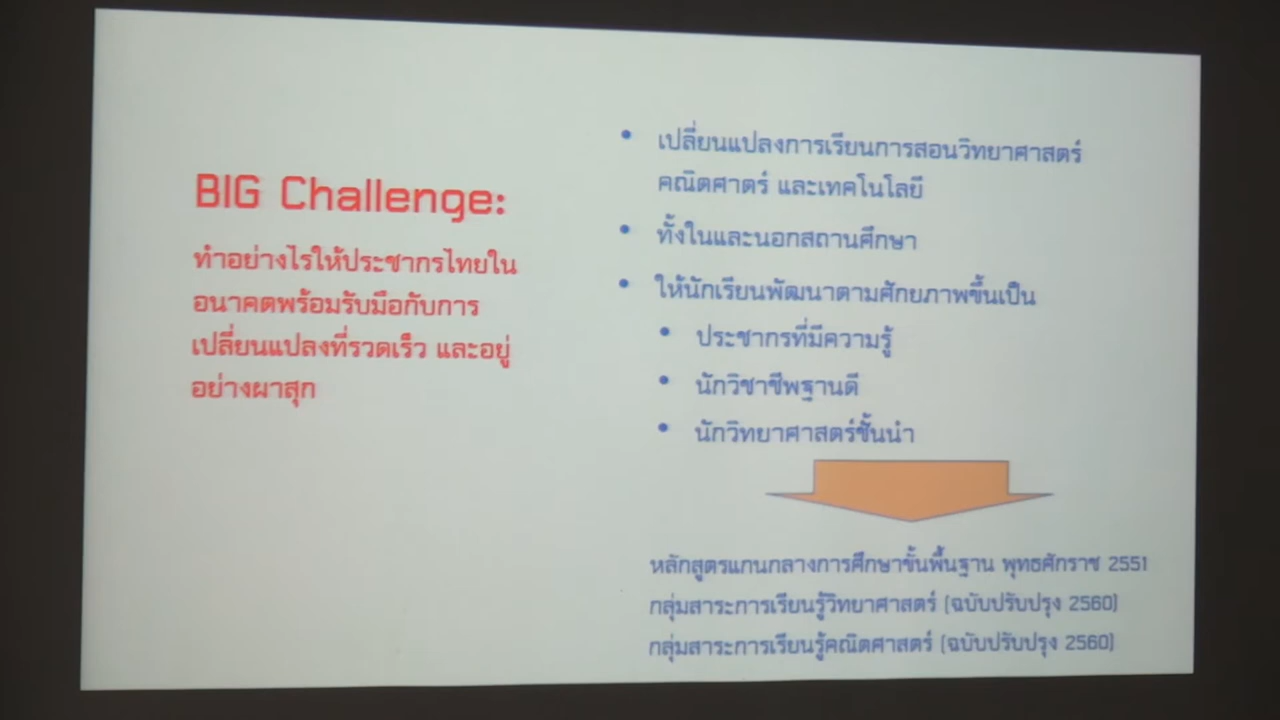 BIG Challenge:
ทำอย่างไรให้ประชากรไทยใน
อนาคตพร้อมรับมือกับการ
เปลี่ยนแปลงที่รวดเร็ว และอยู่
อย่างผาสุก
• เปลี่ยนแปลงการเรียนการสอนวิทยาศาสตร์
คณิตศาตร์ และเทคโนโลยี
• ทั้งในและนอกสถานศึกษา
• ให้นักเรียนพัฒนาตามศักยภาพขึ้นเป็น
• ประชากรที่มีความรู้
• นักวิชาชีพฐานดี
• นักวิทยาศาสตร์ชั้นนำ
หลักสูตรแกนกลางการศึกษาขั้นพื้นฐาน พุทธศักราช 2551
กลุ่มสาระการเรียนรู้วิทยาศาสตร์ (ฉบับปรับปรุง 2560)
กลุ่มสาระการเรียนรู้คณิตศาสตร์ (ฉบับปรับปรุง 2560)